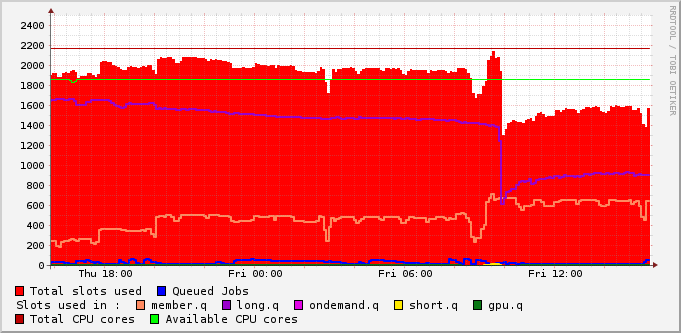 RRDTOOL / TOBI OETIKER
2400
2200
2000
1800
1600
1400
1200
1000
800
600
400
200
0
Thu 18:00 Fri 00:00 Fri 06:00 Fri 12:00
Total slots used Queued Jobs
Slots used in : member.q long.q ondemand.q short.q gpu.q
Total CPU cores Available CPU cores